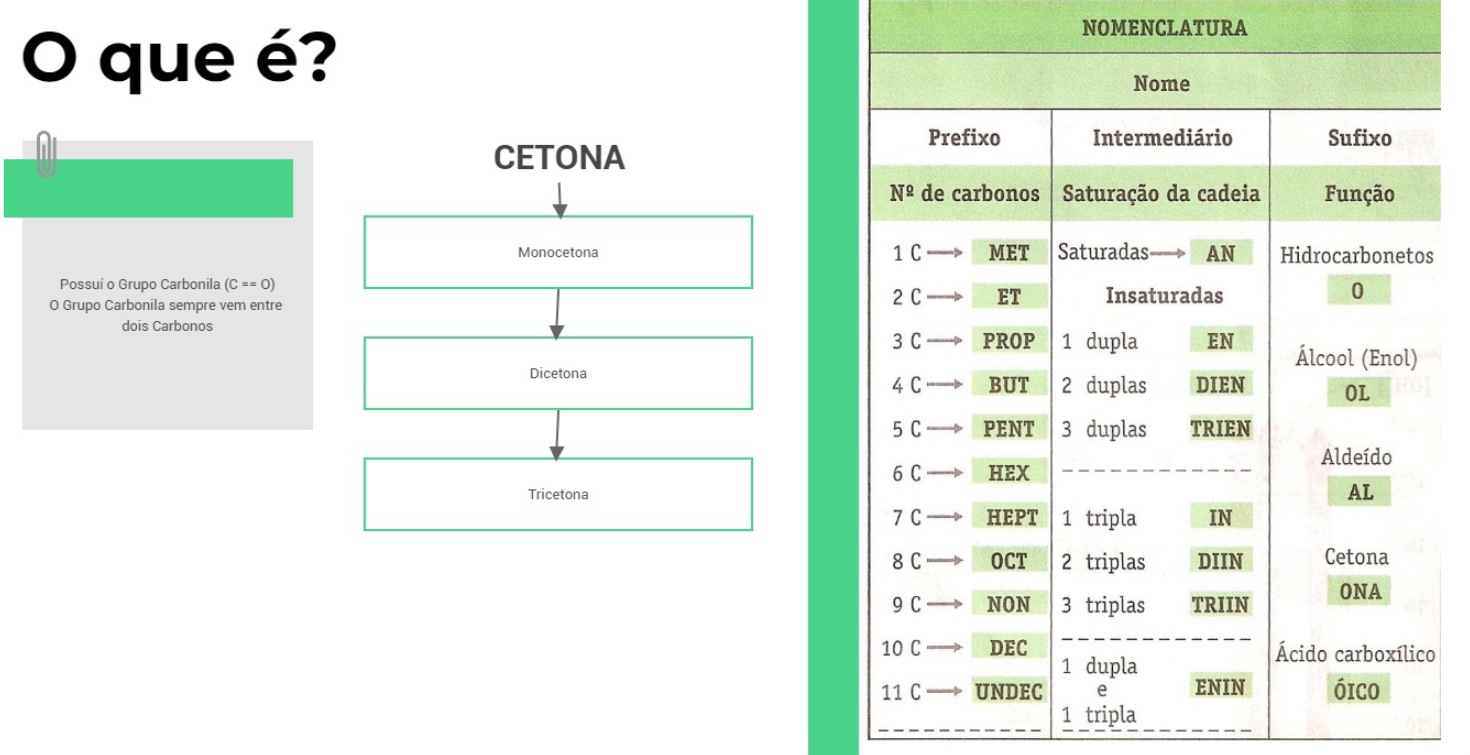 O que é?
Possuí o Grupo Carbonila (C == O)
O Grupo Carbonila sempre vem entre
dois Carbonos
CETONA
Monocetona
Dicetona
Tricetona
NOMENCLATURA
Nome
Prefixo
Nº de carbonos
1 C MET
2 C ET
3 C PROP
4 C BUT
5 C PENT
6 C HEX
7 C HEPT
8 C OCT
9 C NON
10 C DEC
11 C UNDEC
Intermediário
Saturação da cadeia
Saturadas AN
Insaturadas
1 dupla EN
2 duplas DIEN
3 duplas TRIEN
1 tripla IN
2 triplas DIIN
3 triplas TRIIN
1 dupla
e ENIN
1 tripla
Sufixo
Função
Hidrocarbonetos
O
Álcool (Enol)
OL
Aldeído
AL
Cetona
ONA
Ácido carboxílico
ÓICO